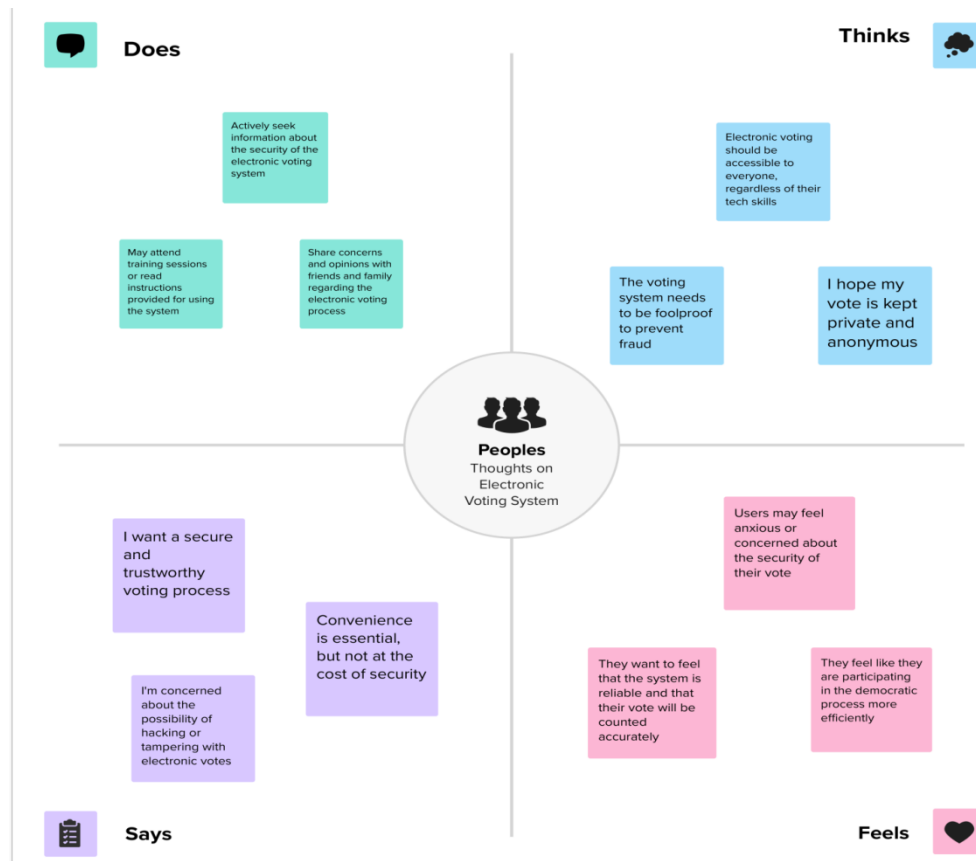 Does
Actively seek
information about
the security of the
electronic voting
system
May attend
training sessions
or read
instructions
provided for using
the system
Share concerns
and opinions with
friends and family
regarding the
electronic voting
process
Thinks
Electronic voting
should be
accessible to
everyone,
regardless of their
tech skills
The voting
system needs
to be foolproof
to prevent
fraud
I hope my
vote is kept
private and
anonymous
Peoples
Thoughts on
Electronic
Voting System
I want a secure
and
trustworthy
voting process
Convenience
is essential,
but not at the
cost of security
I'm concerned
about the
possibility of
hacking or
tampering with
electronic votes
Says
Users may feel
anxious or
concerned about
the security of
their vote
They want to feel
that the system is
reliable and that
their vote will be
counted
accurately
They feel like they
are participating
in the democratic
process more
efficiently
Feels